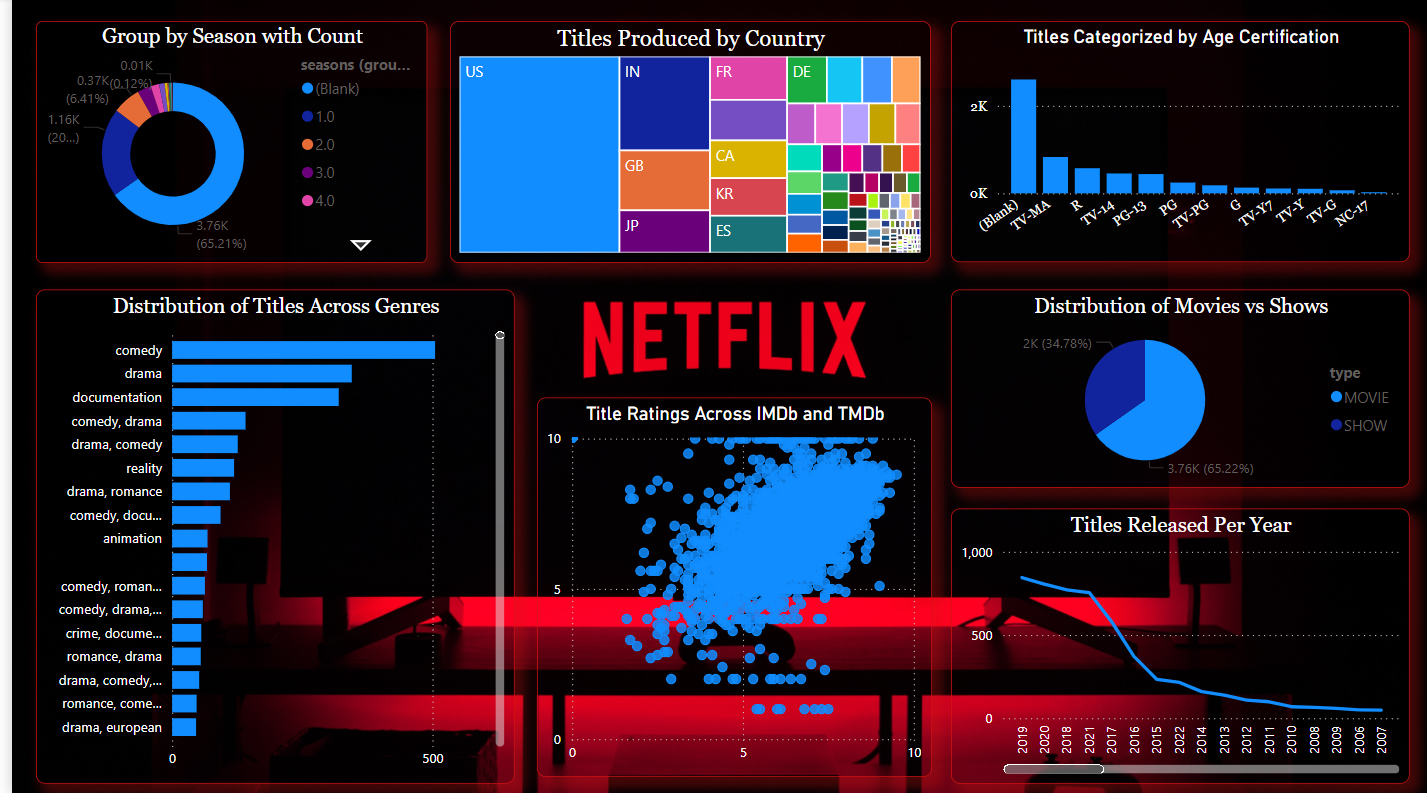 Group by Season with Count
0.01K
(0.12%)
0.37K
(6.41%)
1.16K
(20...)
3.76K
(65.21%)
seasons (grou...
(Blank)
1.0
2.0
3.0
4.0
Titles Produced by Country
US
IN
GB
JP
FR
CA
KR
ES
DE
Titles Categorized by Age Certification
2K
0K
(Blank)
TV-MA
R
TV-14
PG-13
PG
TV-PG
G
TV-Y7
TV-Y
TV-G
NC-17
Distribution of Titles Across Genres
comedy
drama
documentation
comedy, drama
drama, comedy
reality
drama, romance
comedy, docu...
animation
comedy, roman...
comedy, drama,...
crime, docume...
romance, drama
drama, comedy,...
romance, come...
drama, european
0
500
NETFLIX
Title Ratings Across IMDb and TMDb
10
5
0
0
5
10
Distribution of Movies vs Shows
2K (34.78%)
3.76K (65.22%)
type
MOVIE
SHOW
Titles Released Per Year
1,000
500
0
2019
2020
2018
2021
2017
2016
2015
2022
2014
2013
2012
2011
2010
2008
2009
2006
2007